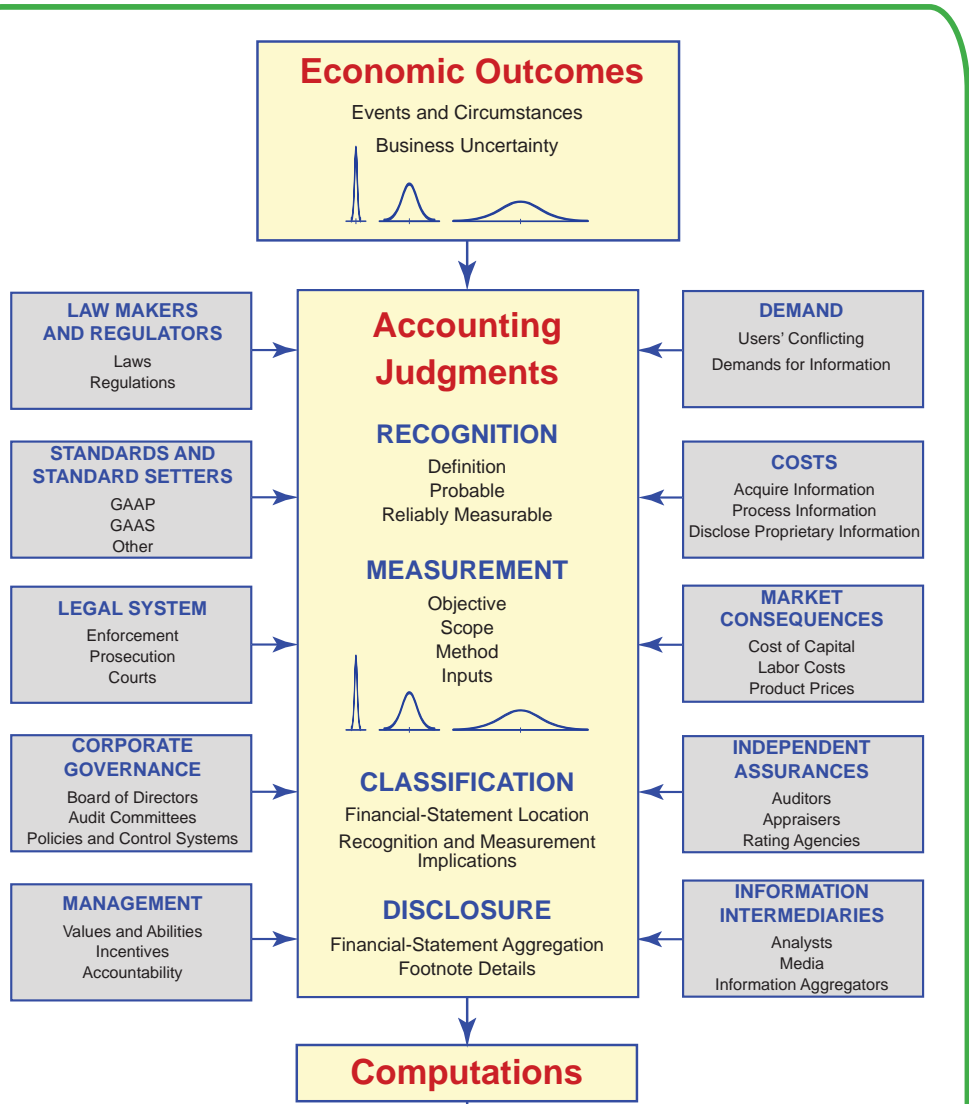 Economic Outcomes
Events and Circumstances
Business Uncertainty
LAW MAKERS
AND REGULATORS
Laws
Regulations
STANDARDS AND
STANDARD SETTERS
GAAP
GAAS
Other
LEGAL SYSTEM
Enforcement
Prosecution
Courts
CORPORATE
GOVERNANCE
Board of Directors
Audit Committees
Policies and Control Systems
MANAGEMENT
Values and Abilities
Incentives
Accountability
Accounting
Judgments
RECOGNITION
Definition
Probable
Reliably Measurable
MEASUREMENT
Objective
Scope
Method
Inputs
CLASSIFICATION
Financial-Statement Location
Recognition and Measurement
Implications
DISCLOSURE
Financial-Statement Aggregation
Footnote Details
DEMAND
Users' Conflicting
Demands for Information
COSTS
Acquire Information
Process Information
Disclose Proprietary Information
MARKET
CONSEQUENCES
Cost of Capital
Labor Costs
Product Prices
INDEPENDENT
ASSURANCES
Auditors
Appraisers
Rating Agencies
INFORMATION
INTERMEDIARIES
Analysts
Media
Information Aggregators
Computations